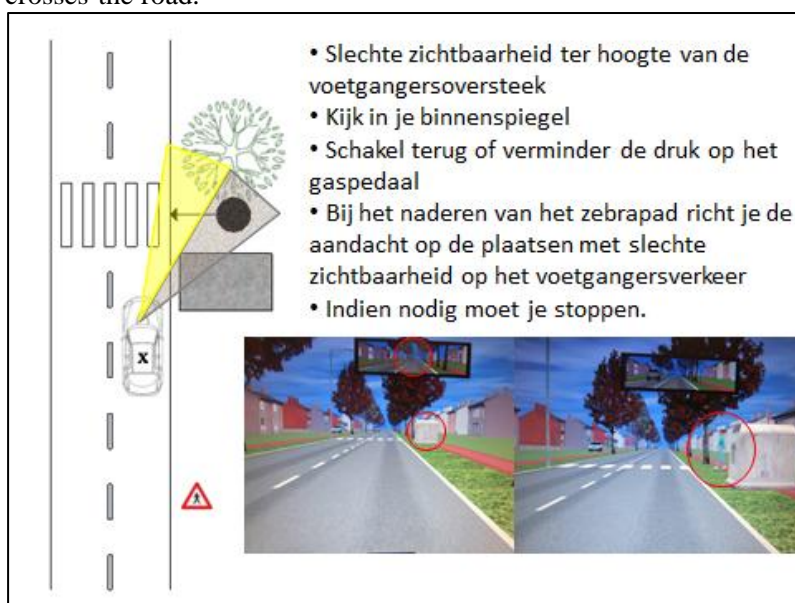 crosses the road.
• Slechte zichtbaarheid ter hoogte van de
voetgangersoversteek
• Kijk in je binnenspiegel
• Schakel terug of verminder de druk op het
gaspedaal
• Bij het naderen van het zebrapad richt je de
aandacht op de plaatsen met slechte
zichtbaarheid op het voetgangersverkeer
• Indien nodig moet je stoppen.
x